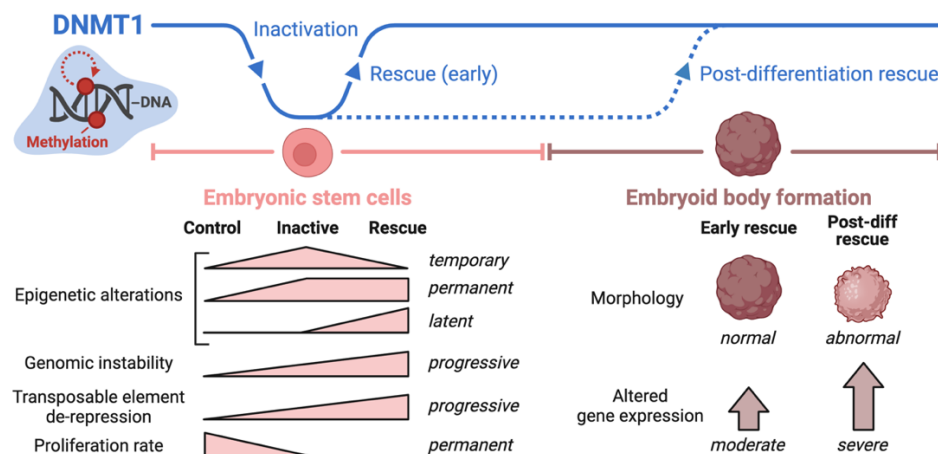 DNMT1
Inactivation
Rescue (early)
Post-differentiation rescue
DNA
Methylation
Embryonic stem cells
Control Inactive Rescue
Epigenetic alterations
temporary
permanent
latent
Genomic instability
progressive
Transposable element
de-repression
progressive
Proliferation rate
permanent
Embryoid body formation
Early rescue
Post-diff
rescue
Morphology
normal
abnormal
Altered
gene expression
moderate
severe